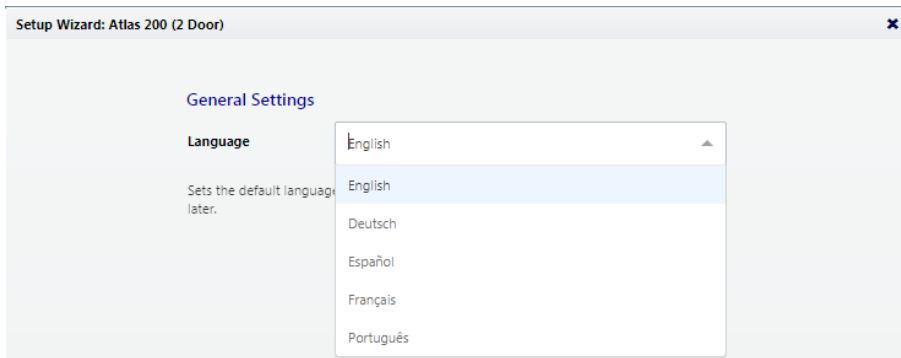 Setup Wizard: Atlas 200 (2 Door)
General Settings
Language
English
English
Sets the default language
later.
Deutsch
Español
Français
Português